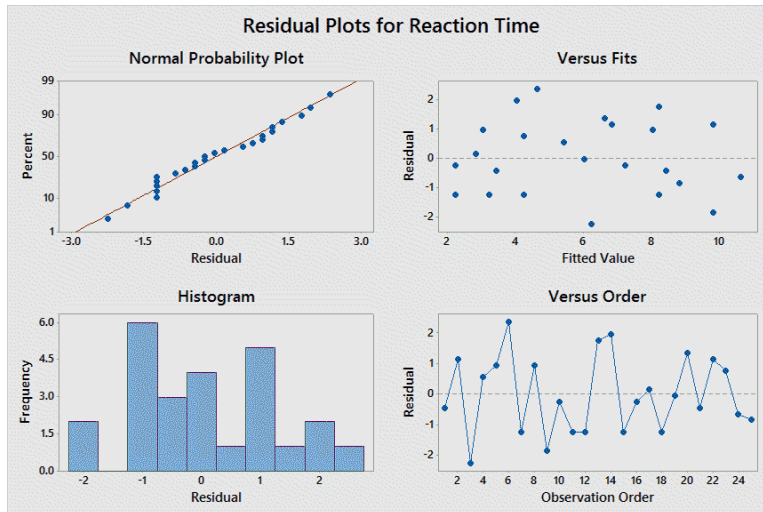 Residual Plots for Reaction Time
Normal Probability Plot
Versus Fits
99
90
50
10
1
Percent
-3.0 -1.5 0.0 1.5 3.0
Residual
2
1
0
-1
-2
Residual
2 4 6 8 10
Fitted Value
Histogram
Versus Order
6.0
4.5
3.0
1.5
0.0
Frequency
-2 -1 0 1 2
Residual
2
1
0
-1
-2
Residual
2 4 6 8 10 12 14 16 18 20 22 24
Observation Order